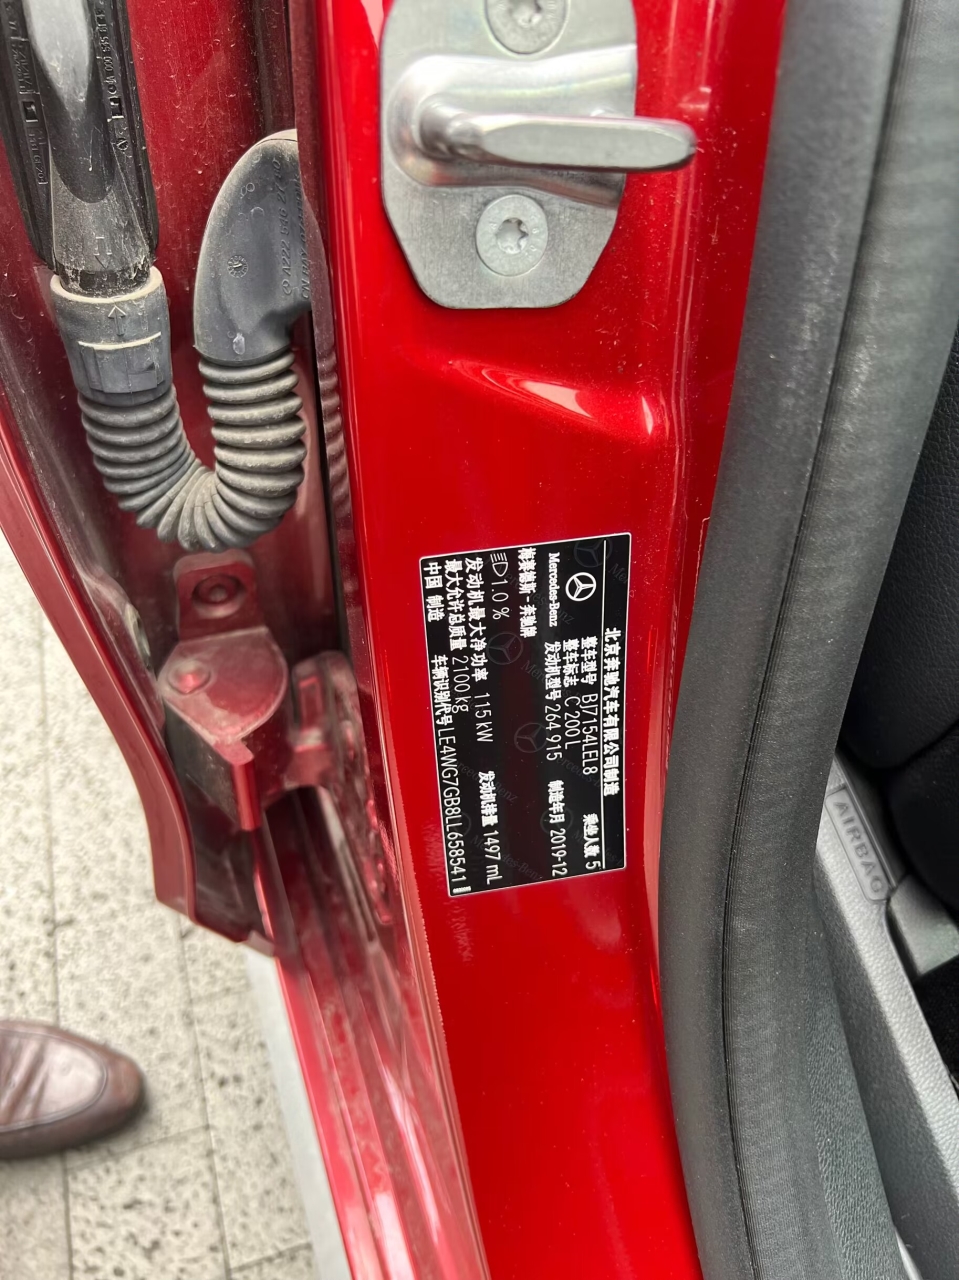 北京奔驰汽车有限公司制造
Mercedes-Benz
梅赛德斯-奔驰牌
整车型号 BJ7154LEL8 乘坐人数 5
整车标志 C 200 L
发动机型号 264 915 制造年月 2019-12
1.0 %
发动机最大净功率 115 kW 发动机排量 1497 mL
最大允许总质量 2100 kg
中国 制造 车辆识别代号 LE4WG7GB8LL658541
AIRBAG